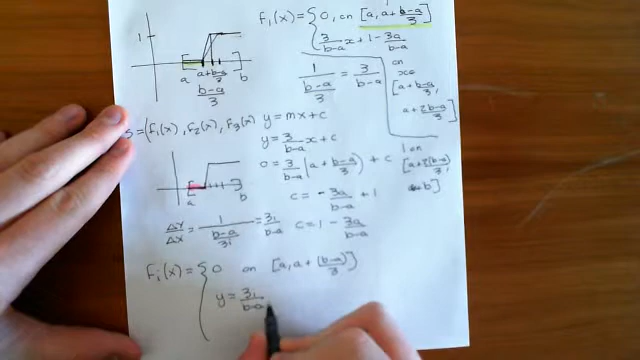 1
[ ]
a a+b-a/3 b
b-a/3
f₁(x) = { 0, on [a, a+b-a/3]
3/b-a x + 1 - 3a/b-a
on
x∈
[a+b-a/3,
a+2(b-a)/3]
1/(b-a/3) = 3/b-a
S = (f₁(x), f₂(x), f₃(x)
y = mx + c
y = 3/b-a x + c
0 = 3/b-a (a + b-a/3) + c
c = -3a/b-a + 1
c = 1 - 3a/b-a
1 on
[a+2(b-a)/3,
b]
[ ]
a b
Δy/Δx = 1/(b-a/3i) = 3i/b-a
fᵢ(x) = { 0 on [a, a + (b-a)/3]
y = 3i/b-a